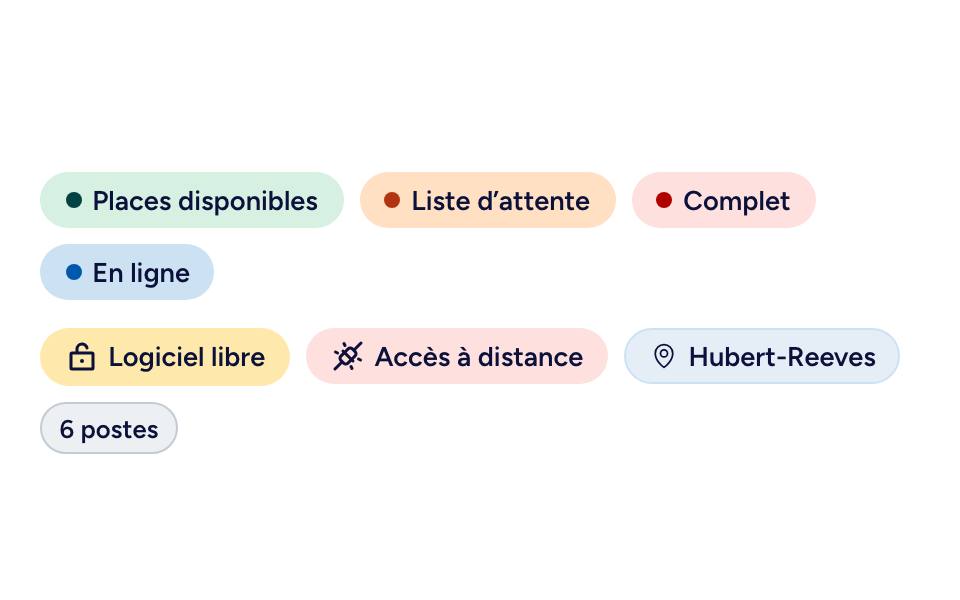 Places disponibles Liste d’attente Complet
En ligne
Logiciel libre Accès à distance Hubert-Reeves
6 postes